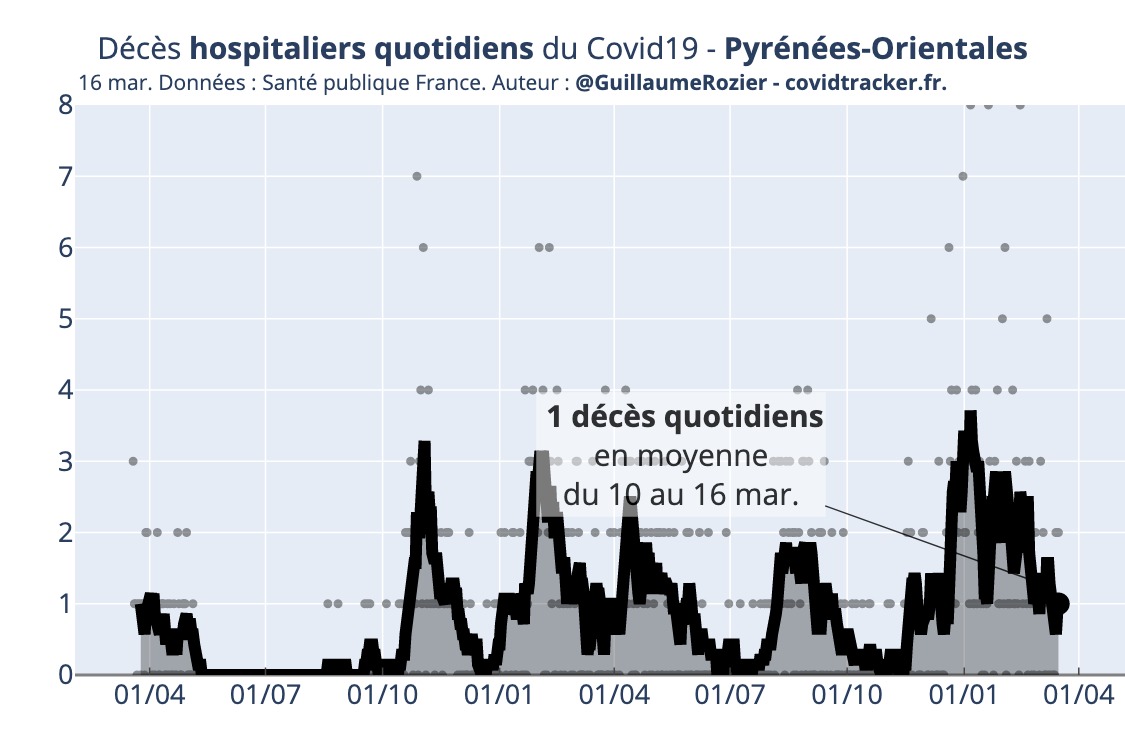 Décès hospitaliers quotidiens du Covid19 - Pyrénées-Orientales
16 mar. Données : Santé publique France. Auteur : @GuillaumeRozier - covidtracker.fr.
8
7
6
5
4
3
2
1
0
1 décès quotidiens
en moyenne
du 10 au 16 mar.
01/04 01/07 01/10 01/01 01/04 01/07 01/10 01/01 01/04